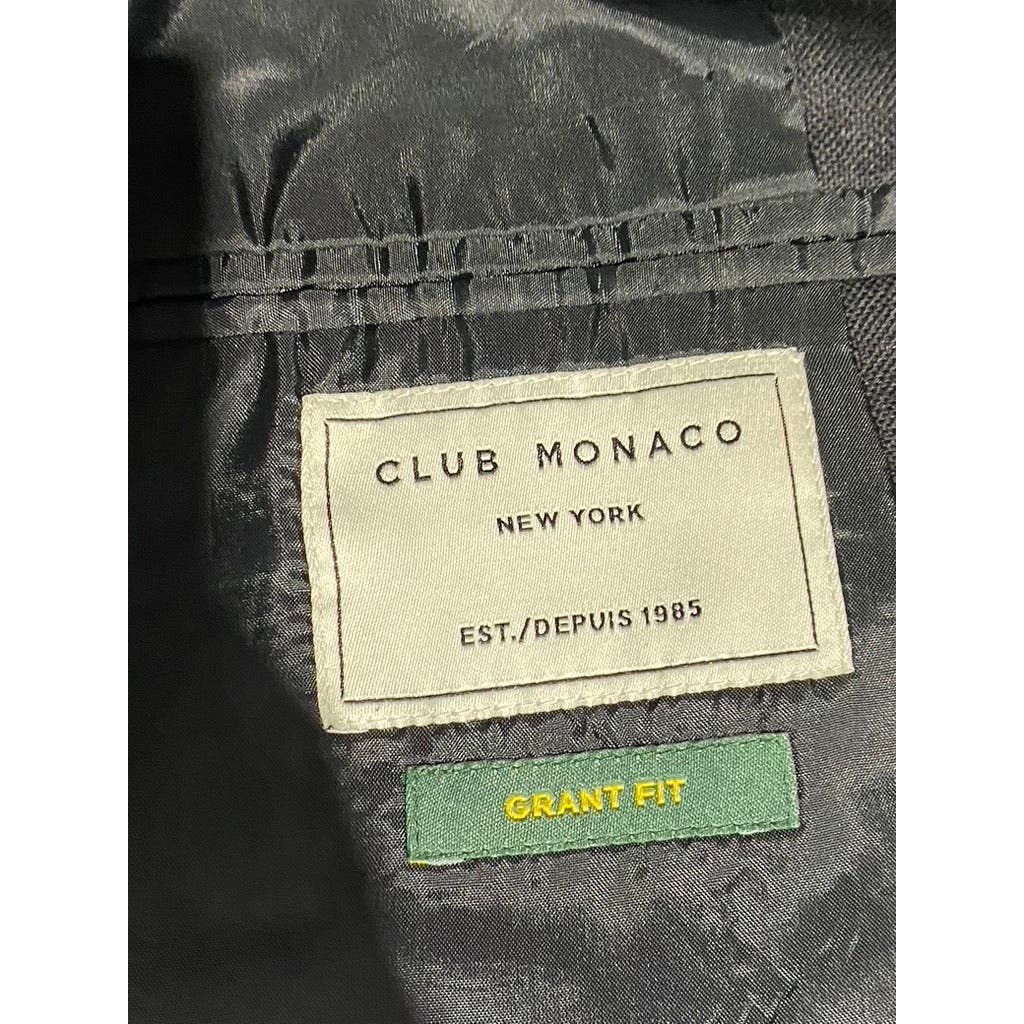 CLUB MONACO
NEW YORK
EST./DEPUIS 1985
GRANT FIT